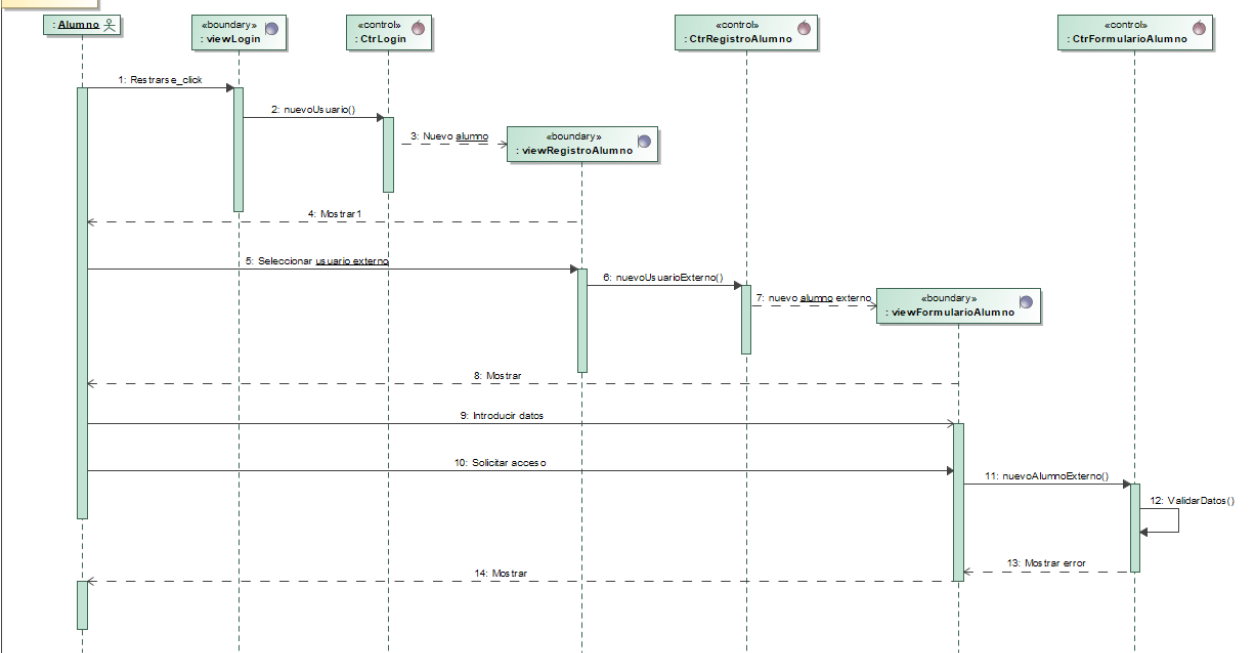 : Alumno
«boundary»
: viewLogin
«control»
: CtrLogin
«control»
: CtrRegistroAlumno
«control»
: CtrFormularioAlumno
1: Restrarse_click
2: nuevoUsuario()
3: Nuevo alumno
«boundary»
: viewRegistroAlumno
4: Mostrar1
5: Seleccionar usuario externo
6: nuevoUsuarioExterno()
7: nuevo alumno externo
«boundary»
: viewFormularioAlumno
8: Mostrar
9: Introducir datos
10: Solicitar acceso
11: nuevoAlumnoExterno()
12: ValidarDatos()
13: Mostrar error
14: Mostrar